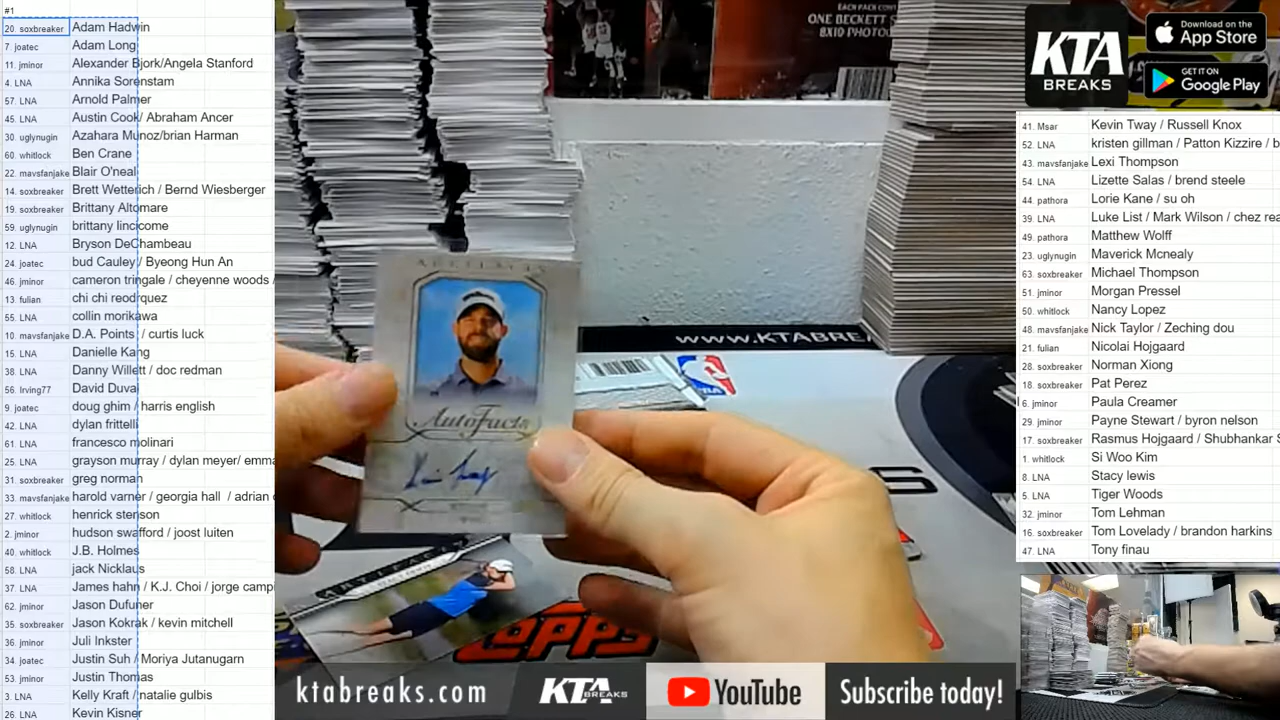 #1
20. soxbreaker Adam Hadwin
7. joatec Adam Long
11. jminor Alexander Bjork/Angela Stanford
4. LNA Annika Sorenstam
57. LNA Arnold Palmer
45. LNA Austin Cook/ Abraham Ancer
30. uglynugin Azahara Munoz/brian Harman
60. whitlock Ben Crane
22. mavsfanjake Blair O'neal
14. soxbreaker Brett Wetterich / Bernd Wiesberger
19. soxbreaker Brittany Altomare
59. uglynugin brittany lincicome
12. LNA Bryson DeChambeau
24. joatec bud Cauley / Byeong Hun An
46. jminor cameron tringale / cheyenne woods /
13 fulian chi chi reodrquez
55. LNA collin morikawa
10. mavsfanjake D.A. Points / curtis luck
15. LNA Danielle Kang
38. LNA Danny Willett / doc redman
56 Irving77 David Duval
9. joatec doug ghim / harris english
42. LNA dylan frittelli
61. LNA francesco molinari
25. LNA grayson murray / dylan meyer/ emma
31. soxbreaker greg norman
33. mavsfanjake harold varner / georgia hall / adrian
27. whitlock henrick stenson
2. jminor hudson swafford / joost luiten
40. whitlock J.B. Holmes
58. LNA jack Nicklaus
37. LNA James hahn / K.J. Choi / jorge camp
62. jminor Jason Dufuner
35. soxbreaker Jason Kokrak / kevin mitchell
36. jminor Juli Inkster
34 joatec Justin Suh / Moriya Jutanugarn
53. jminor Justin Thomas
3. LNA Kelly Kraft / natalie gulbis
26. LNA Kevin Kisner
EACH PACK CONT
ONE BECKETT S
8X10 PHOTO
ARTIFACTS
AutoFacts
WWW.KTABRE
NBA
TOPPS
KTA
BREAKS
Download on the
App Store
GET IT ON
Google Play
41. Msar Kevin Tway / Russell Knox
52. LNA kristen gillman / Patton Kizzire / b
43. mavsfanjake Lexi Thompson
54. LNA Lizette Salas / brend steele
44. pathora Lorie Kane / su oh
39. LNA Luke List / Mark Wilson / chez rea
49. pathora Matthew Wolff
23. uglynugin Maverick Mcnealy
63. soxbreaker Michael Thompson
51. jminor Morgan Pressel
50. whitlock Nancy Lopez
48. mavsfanjake Nick Taylor / Zeching dou
21. fulian Nicolai Hojgaard
28. soxbreaker Norman Xiong
18. soxbreaker Pat Perez
6. jminor Paula Creamer
29. jminor Payne Stewart / byron nelson
17. soxbreaker Rasmus Hojgaard / Shubhankar S
1. whitlock Si Woo Kim
8. LNA Stacy lewis
5. LNA Tiger Woods
32. jminor Tom Lehman
16. soxbreaker Tom Lovelady / brandon harkins
47. LNA Tony finau
ktabreaks.com
KTA
BREAKS
YouTube
Subscribe today!